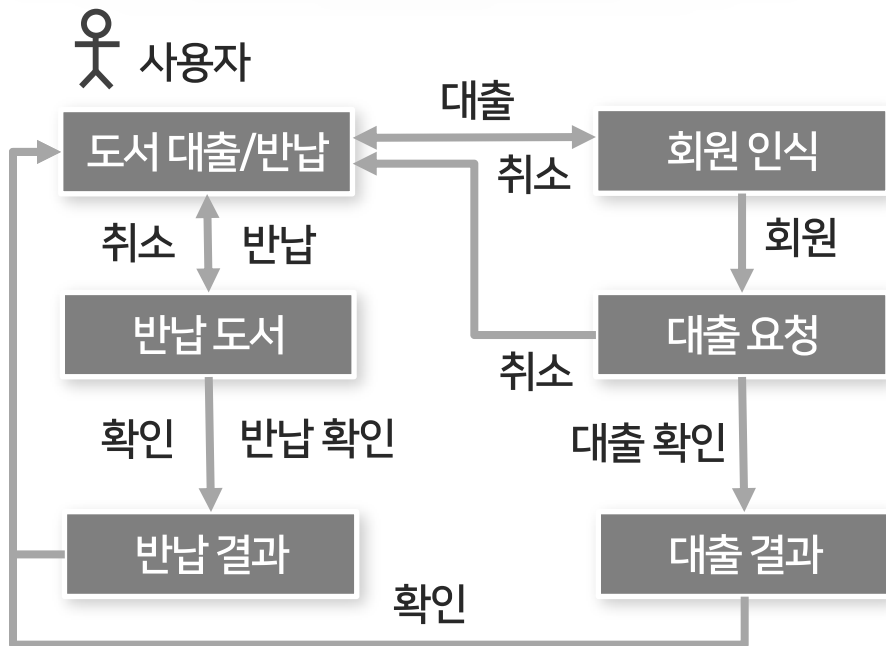 사용자
대출
도서 대출/반납
회원 인식
취소
취소
반납
회원
반납 도서
대출 요청
취소
확인
반납 확인
대출 확인
반납 결과
대출 결과
확인